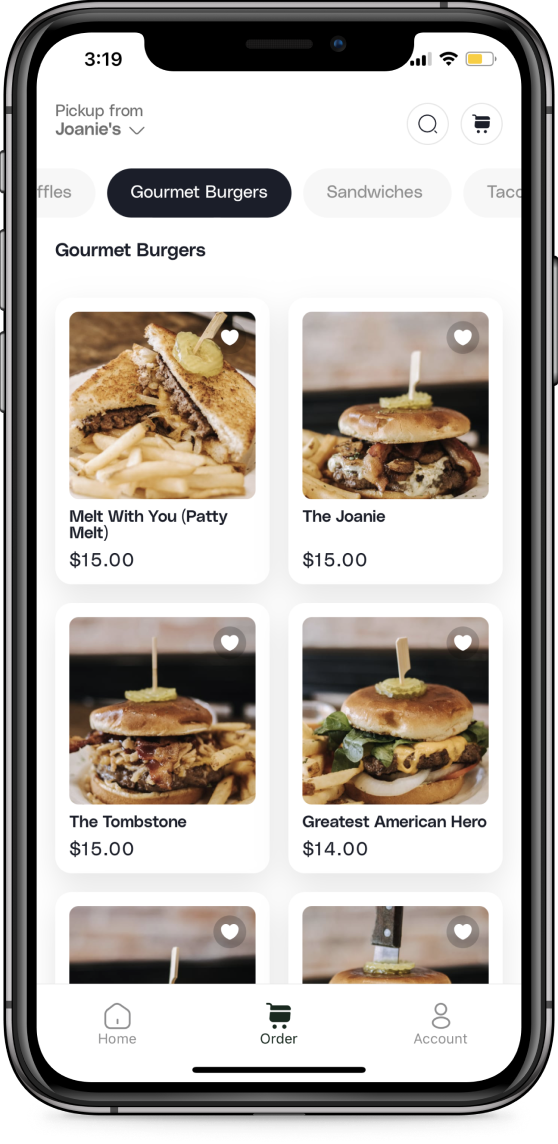 3:19
Pickup from
Joanie's
ffles
Gourmet Burgers
Sandwiches
Taco
Gourmet Burgers
Melt With You (Patty
Melt)
$15.00
The Joanie
$15.00
The Tombstone
$15.00
Greatest American Hero
$14.00
Home
Order
Account